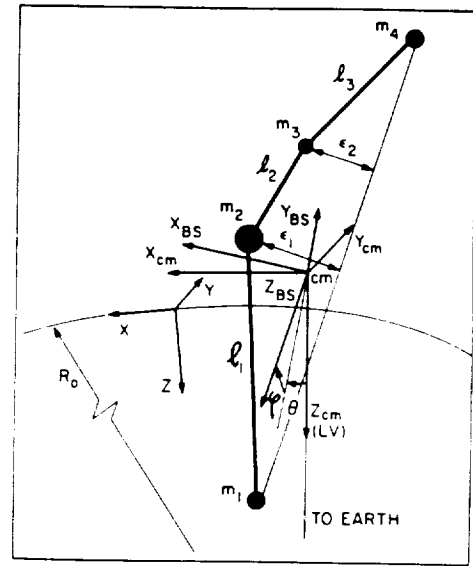 m4
ℓ3
m3
ε2
ℓ2
m2
YBS
XBS
ε1
Ycm
Xcm
cm
ZBS
Y
X
ℓ1
R0
Z
φ
θ
Zcm
(LV)
m1
TO EARTH